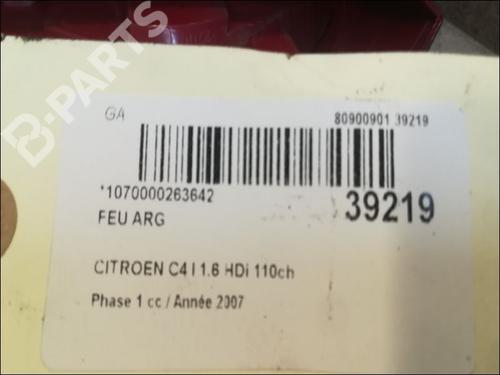 B-PARTS
GA
80900901 39219
*1070000263642
39219
FEU ARG
CITROEN C4 I 1.6 HDi 110ch
Phase 1 cc / Année 2007